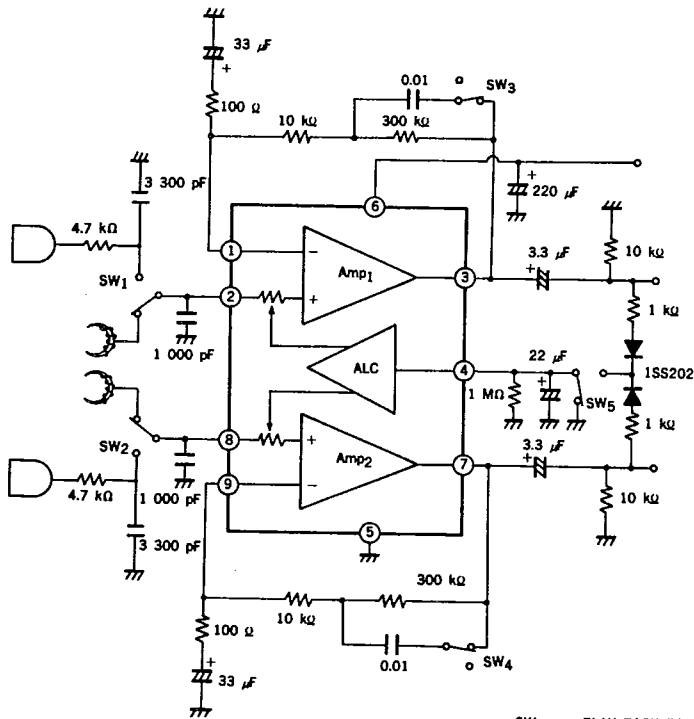 33 μF
+
100 Ω
10 kΩ
0.01
SW3
300 kΩ
3 300 pF
4.7 kΩ
SW1
1 000 pF
6
+
220 μF
1
2
−
+
Amp1
3
3.3 μF
+
10 kΩ
1 kΩ
ALC
4
1 MΩ
22 μF
+
SW5
1SS202
1 kΩ
SW2
4.7 kΩ
1 000 pF
3 300 pF
8
9
+
−
Amp2
7
3.3 μF
+
10 kΩ
5
100 Ω
10 kΩ
300 kΩ
0.01
SW4
+
33 μF